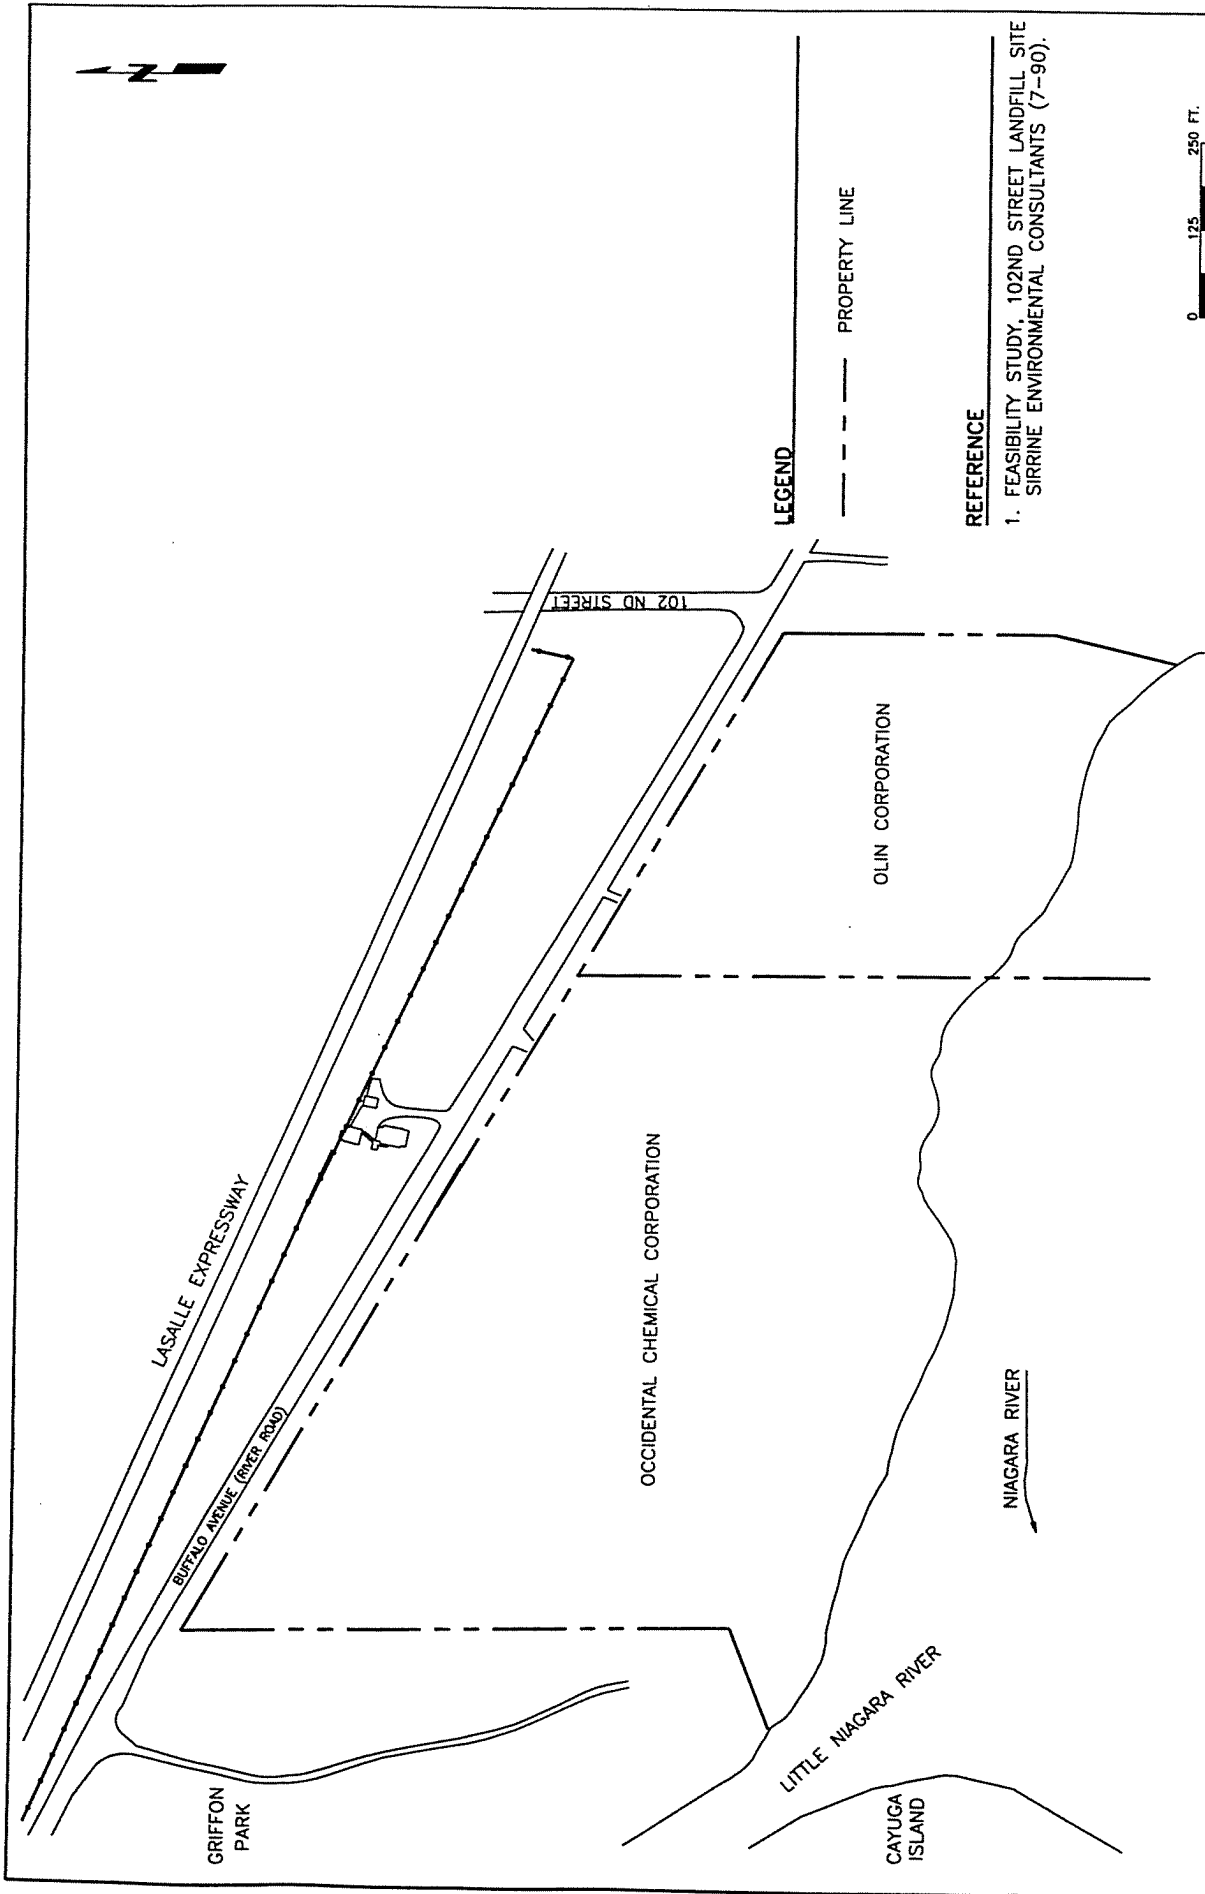 N
LASALLE EXPRESSWAY
BUFFALO AVENUE (RIVER ROAD)
102 ND STREET
GRIFFON
PARK
OCCIDENTAL CHEMICAL CORPORATION
OLIN CORPORATION
LITTLE NIAGARA RIVER
NIAGARA RIVER
CAYUGA
ISLAND
LEGEND
PROPERTY LINE
REFERENCE
1. FEASIBILITY STUDY, 102ND STREET LANDFILL SITE
SIRRINE ENVIRONMENTAL CONSULTANTS (7-90).
0 125 250 FT.